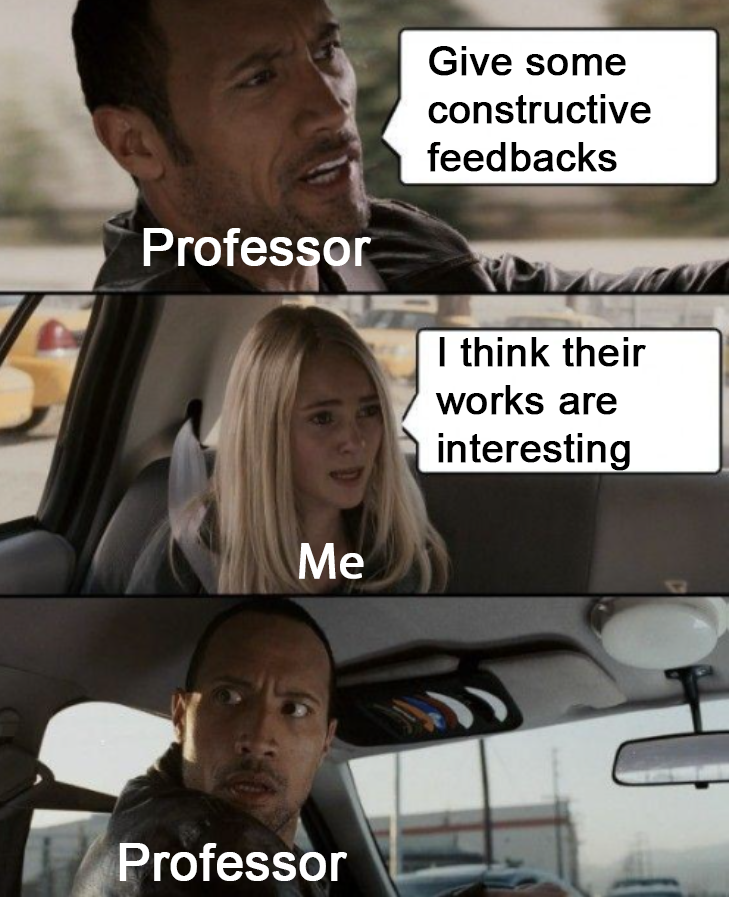 Give some
constructive
feedbacks
Professor
I think their
works are
interesting
Me
Professor